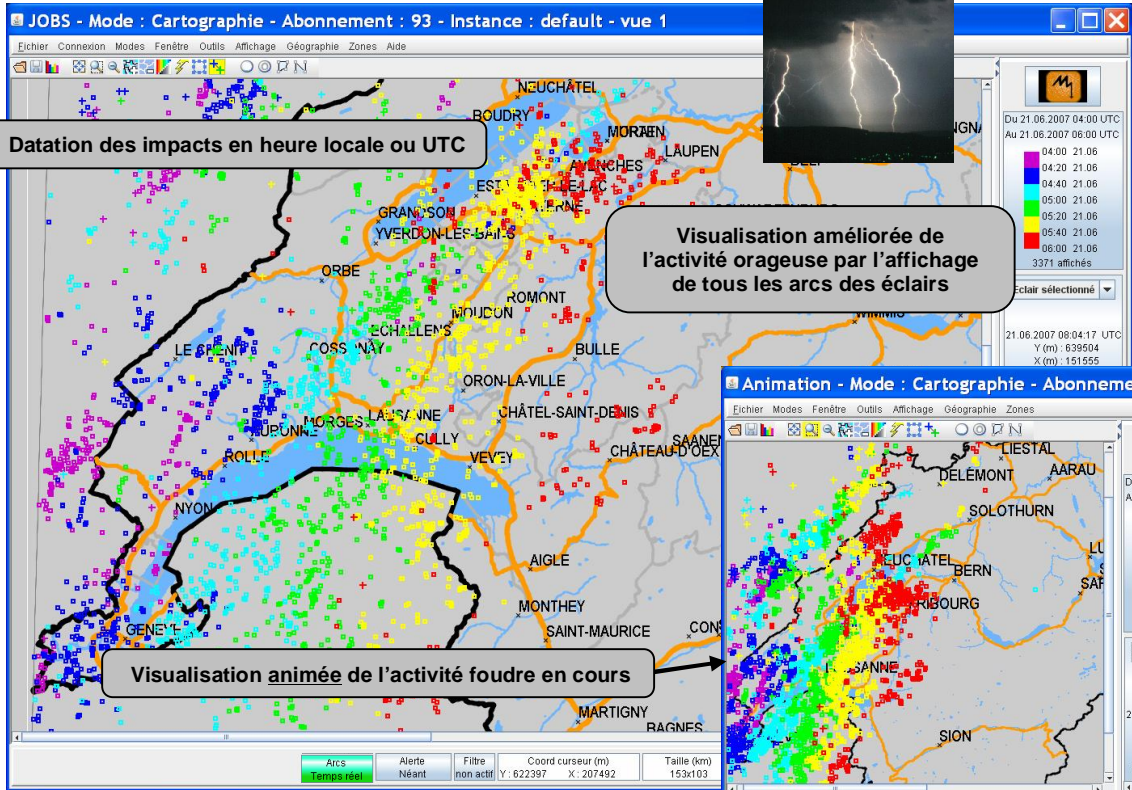 JOBS - Mode : Cartographie - Abonnement : 93 - Instance : default - vue 1
Fichier Connexion Modes Fenêtre Outils Affichage Géographie Zones Aide
Datation des impacts en heure locale ou UTC
NEUCHÂTEL
BOUDRY
LAUPEN
AVENCHES
GRANDSON
YVERDON-LES-BAINS
ORBE
ROMONT
MOUDON
ECHALLENS
COSSONAY
LE CHENIT
BULLE
ORON-LA-VILLE
LAUSANNE
MORGES
CHÂTEL-SAINT-DENIS
CULLY
SAANEN
CHÂTEAU-D'OEX
ROLLE
VEVEY
NYON
AIGLE
MONTHEY
GENEVE
SAINT-MAURICE
MARTIGNY
BAGNES
WIMMIS
Visualisation améliorée de
l'activité orageuse par l'affichage
de tous les arcs des éclairs
Visualisation animée de l'activité foudre en cours
Du 21.06.2007 04:00 UTC
Au 21.06.2007 06:00 UTC
04:00 21.06
04:20 21.06
04:40 21.06
05:00 21.06
05:20 21.06
05:40 21.06
06:00 21.06
3371 affichés
Eclair sélectionné
21.06.2007 08:04:17 UTC
Y (m) : 639504
X (m) : 151555
Arcs
Temps réel
Alerte
Néant
Filtre
non actif
Coord curseur (m)
Y : 622397 X : 207492
Taille (km)
153x103
Animation - Mode : Cartographie - Abonneme
Fichier Modes Fenêtre Outils Affichage Géographie Zones
LIESTAL
DELÉMONT
AARAU
SOLOTHURN
BERN
SION